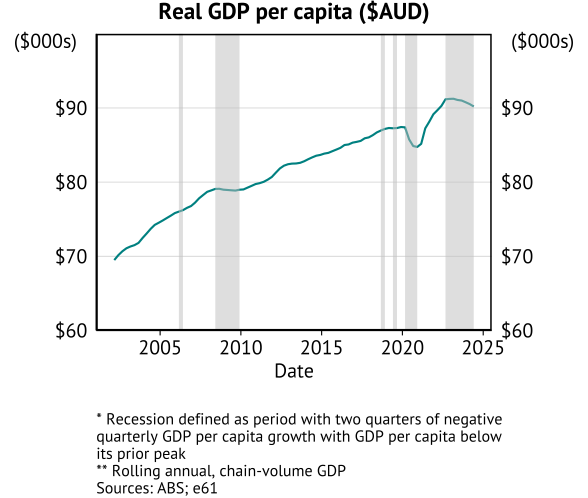 Real GDP per capita ($AUD)
($000s) ($000s)
$90 $90
$80 $80
$70 $70
$60 $60
2005 2010 2015 2020 2025
Date
* Recession defined as period with two quarters of negative
quarterly GDP per capita growth with GDP per capita below
its prior peak
** Rolling annual, chain-volume GDP
Sources: ABS; e61